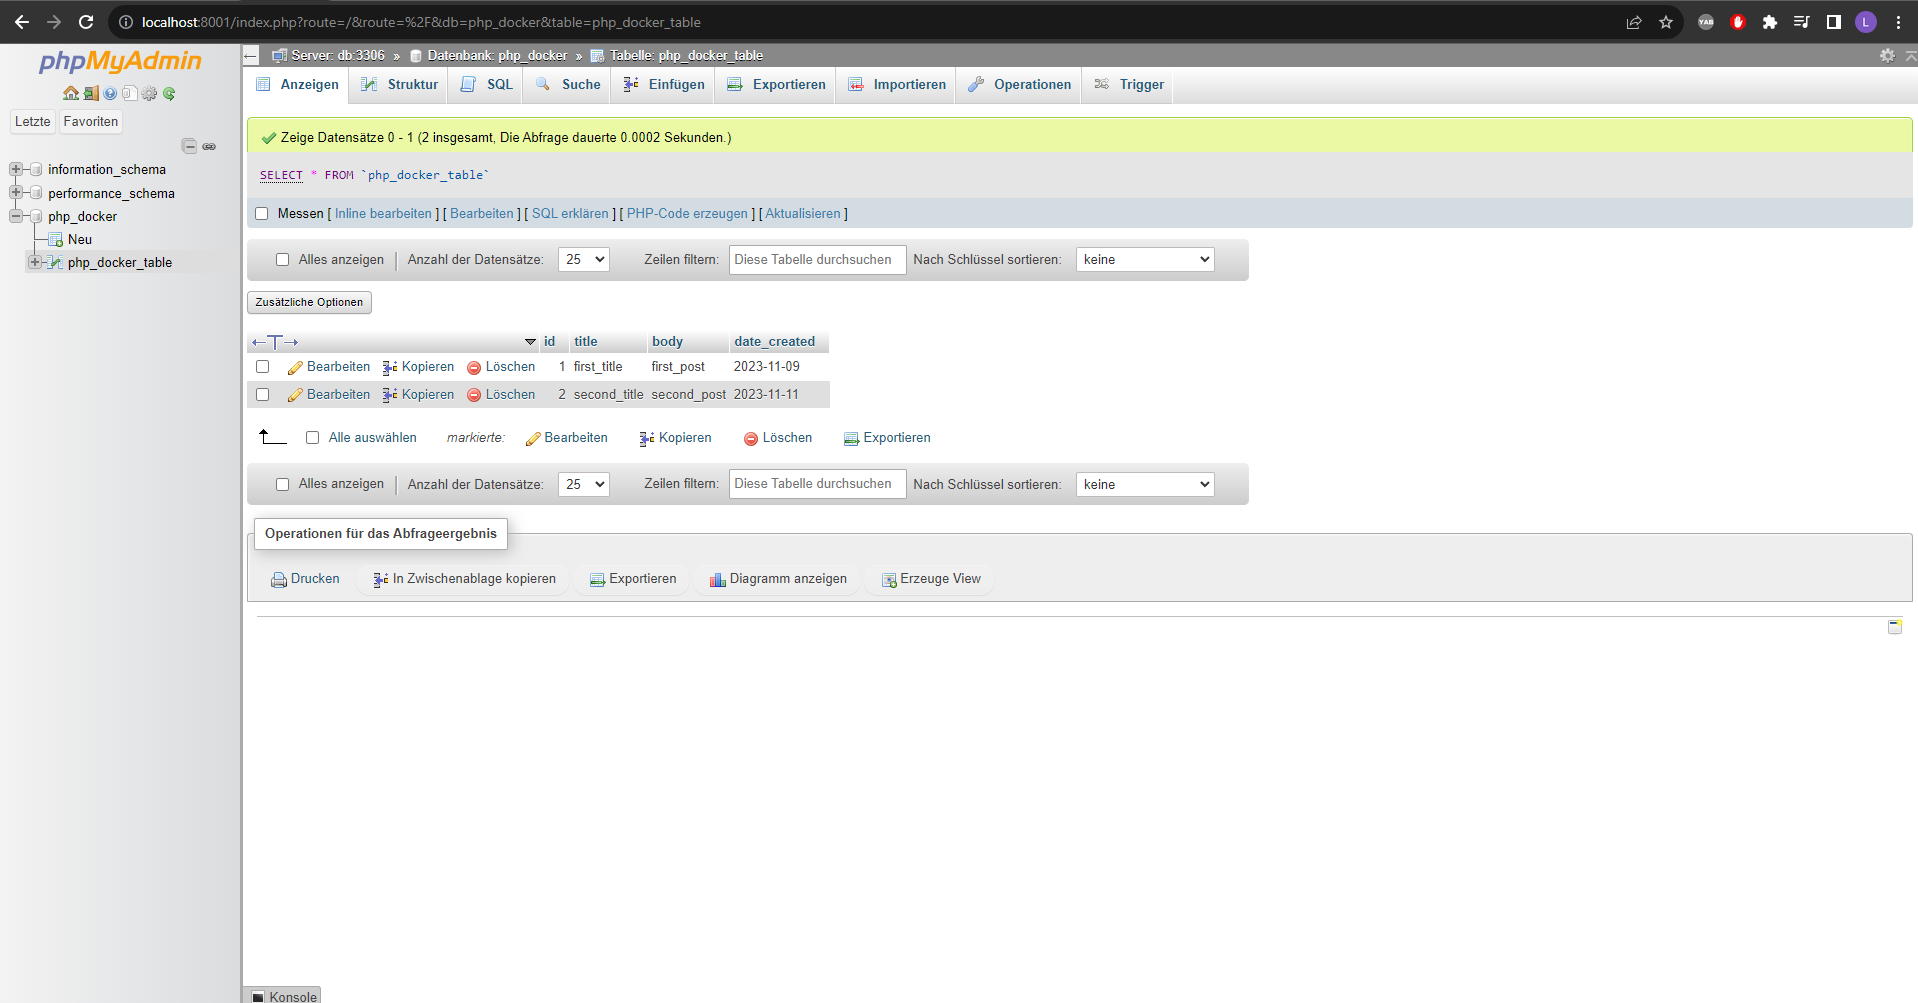 localhost:8001/index.php?route=/&route=%2F&db=php_docker&table=php_docker_table
YAB
L
phpMyAdmin
Letzte Favoriten
information_schema
performance_schema
php_docker
Neu
php_docker_table
Server: db:3306 » Datenbank: php_docker » Tabelle: php_docker_table
Anzeigen Struktur SQL Suche Einfügen Exportieren Importieren Operationen Trigger
Zeige Datensätze 0 - 1 (2 insgesamt, Die Abfrage dauerte 0.0002 Sekunden.)
SELECT * FROM `php_docker_table`
Messen [ Inline bearbeiten ] [ Bearbeiten ] [ SQL erklären ] [ PHP-Code erzeugen ] [ Aktualisieren ]
Alles anzeigen Anzahl der Datensätze: 25 Zeilen filtern: Diese Tabelle durchsuchen Nach Schlüssel sortieren: keine
Zusätzliche Optionen
←T→ id title body date_created
Bearbeiten Kopieren Löschen 1 first_title first_post 2023-11-09
Bearbeiten Kopieren Löschen 2 second_title second_post 2023-11-11
Alle auswählen markierte: Bearbeiten Kopieren Löschen Exportieren
Alles anzeigen Anzahl der Datensätze: 25 Zeilen filtern: Diese Tabelle durchsuchen Nach Schlüssel sortieren: keine
Operationen für das Abfrageergebnis
Drucken In Zwischenablage kopieren Exportieren Diagramm anzeigen Erzeuge View
Konsole